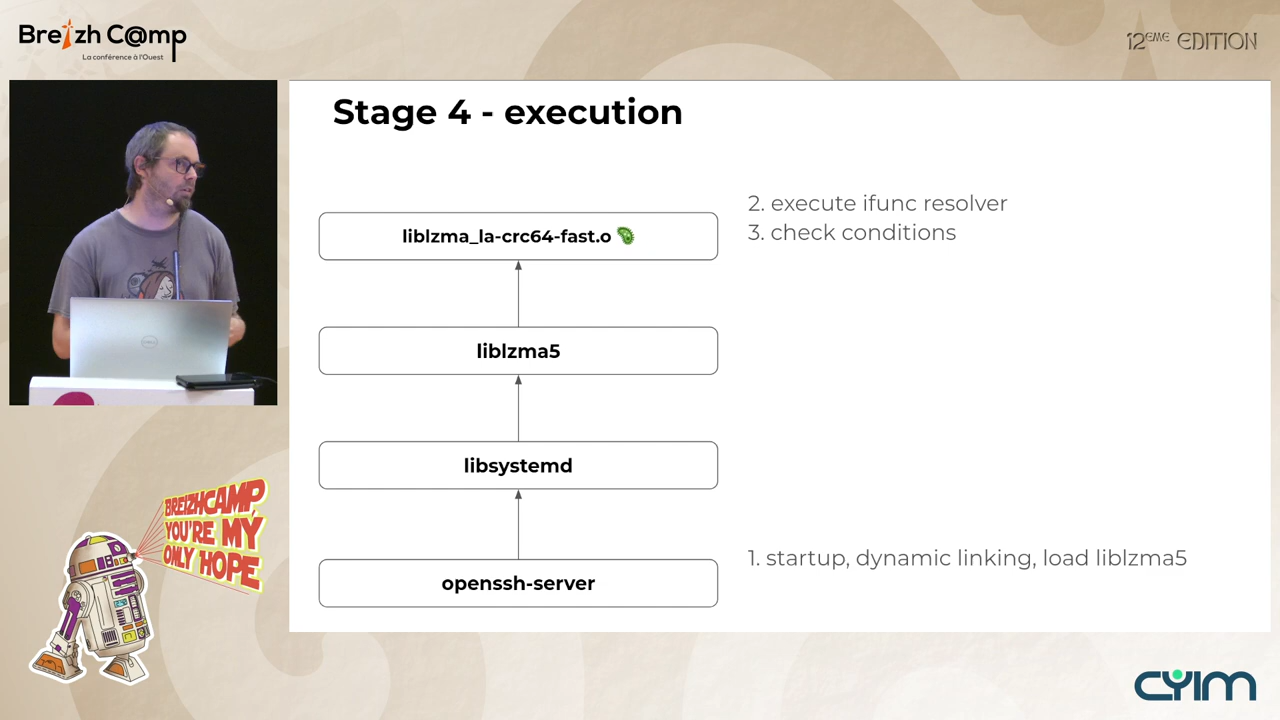 Breizh C@mp
La conférence à l'Ouest
12ÈME EDITION
Stage 4 - execution
2. execute ifunc resolver
3. check conditions
liblzma_la-crc64-fast.o
liblzma5
libsystemd
1. startup, dynamic linking, load liblzma5
openssh-server
DELL
BREIZHCAMP
YOU'RE MY
ONLY HOPE
CYIM